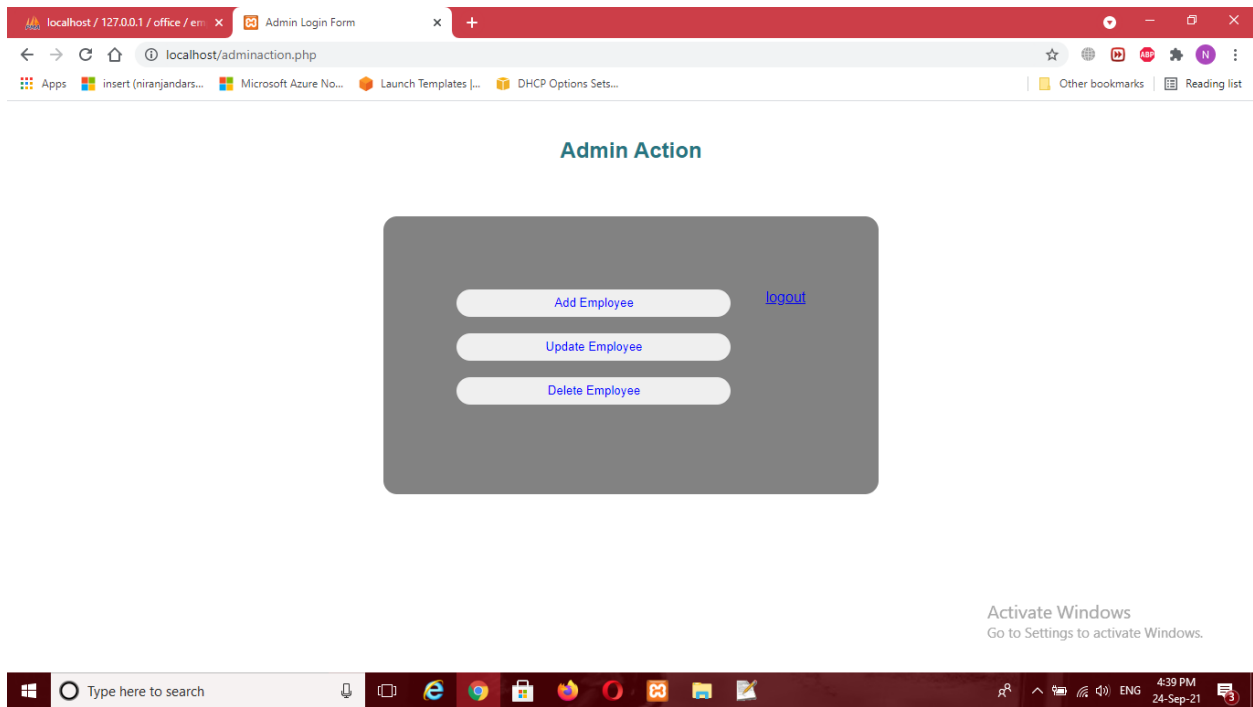 localhost / 127.0.0.1 / office / em
Admin Login Form
localhost/adminaction.php
ABP
N
Apps
insert (niranjandars...
Microsoft Azure No...
Launch Templates |...
DHCP Options Sets...
Other bookmarks
Reading list
Admin Action
Add Employee
logout
Update Employee
Delete Employee
Activate Windows
Go to Settings to activate Windows.
Type here to search
ENG
4:39 PM
24-Sep-21
3